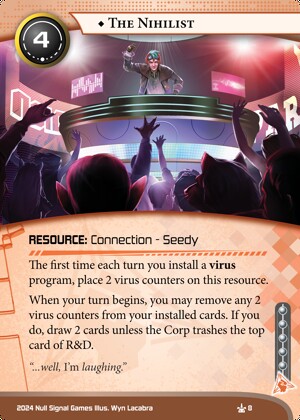 The Nihilist
4
RESOURCE: Connection - Seedy
The first time each turn you install a virus
program, place 2 virus counters on this resource.
When your turn begins, you may remove any 2
virus counters from your installed cards. If you
do, draw 2 cards unless the Corp trashes the
top card of R&D.
“...well, I’m laughing.”
2024 Null Signal Games Illus. Wyn Lacabra
0